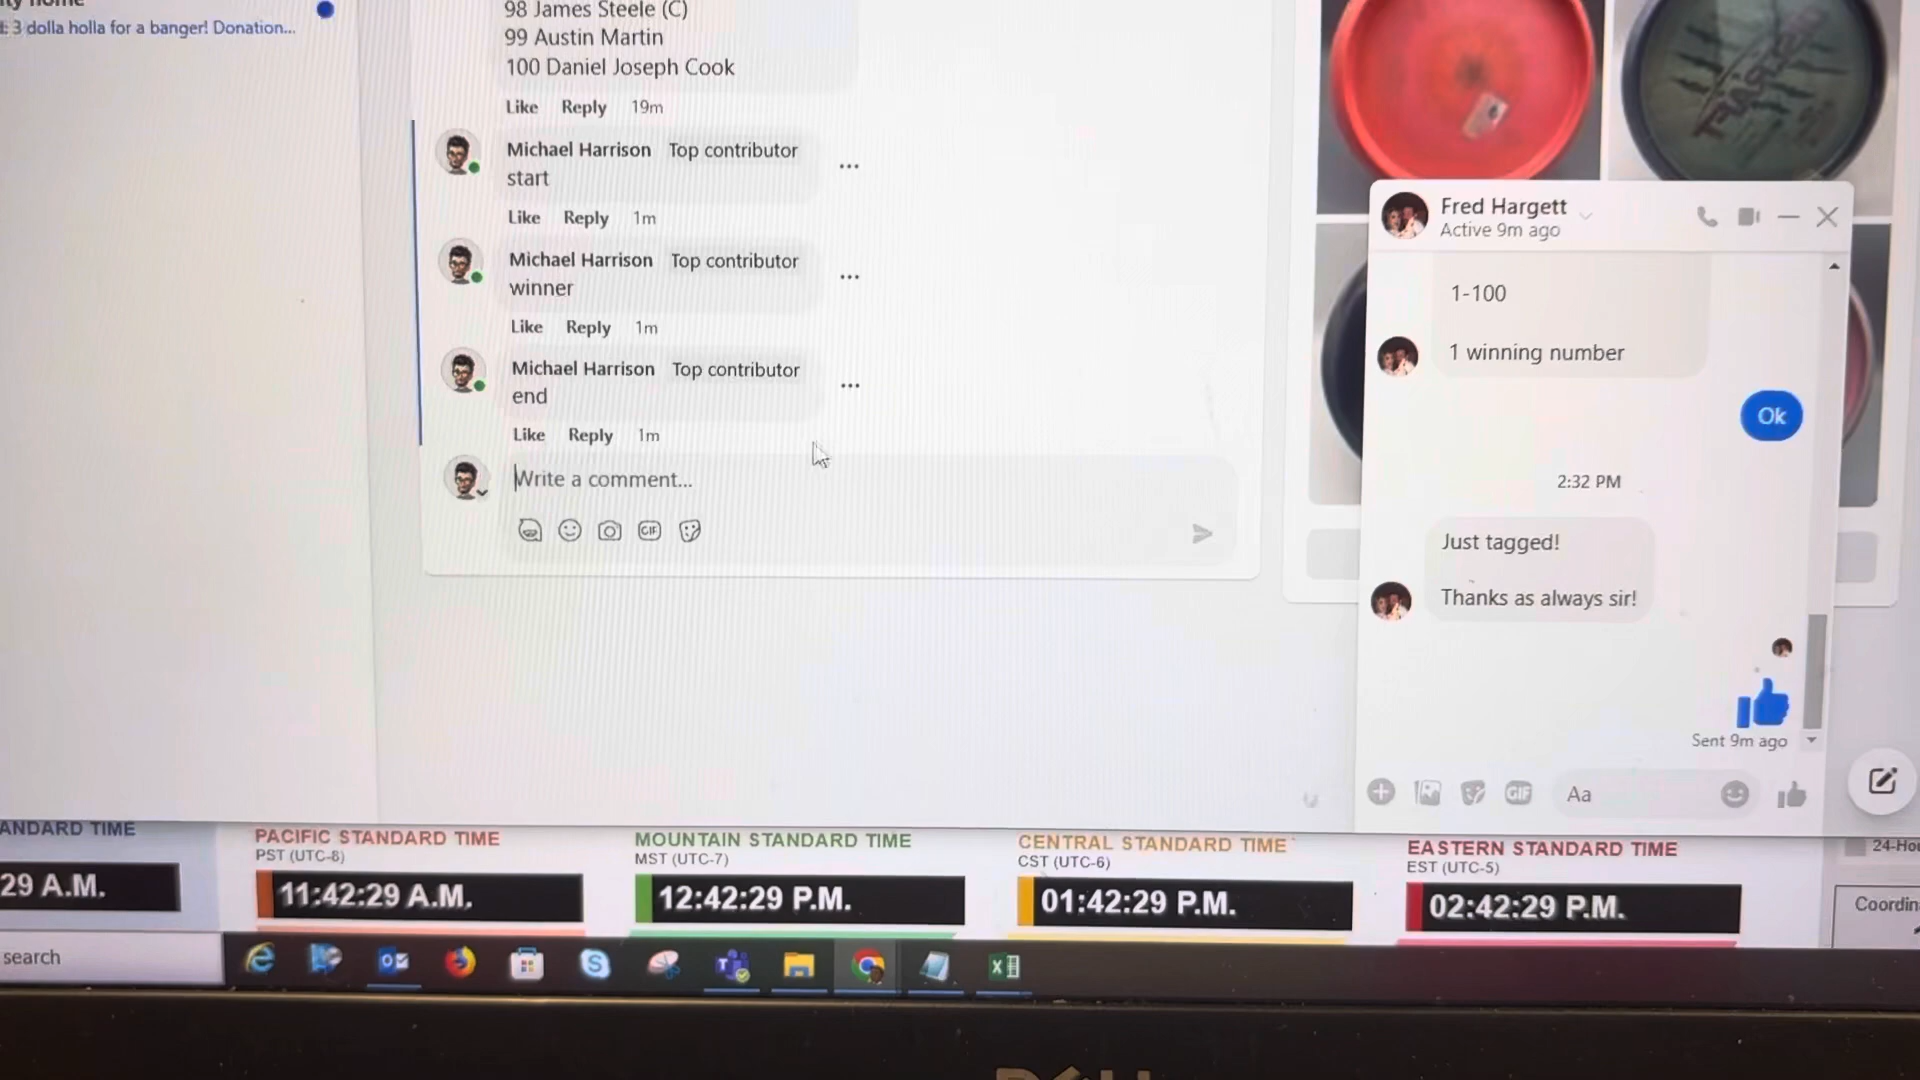 3 dolla holla for a banger! Donation...
98 James Steele (C)
99 Austin Martin
100 Daniel Joseph Cook
Like Reply 19m
Michael Harrison Top contributor
start
Like Reply 1m
Michael Harrison Top contributor
winner
Like Reply 1m
Michael Harrison Top contributor
end
Like Reply 1m
Write a comment...
GIF
Fred Hargett
Active 9m ago
1-100
1 winning number
Ok
2:32 PM
Just tagged!
Thanks as always sir!
Sent 9m ago
GIF
Aa
ANDARD TIME
29 A.M.
PACIFIC STANDARD TIME
PST (UTC-8)
11:42:29 A.M.
MOUNTAIN STANDARD TIME
MST (UTC-7)
12:42:29 P.M.
CENTRAL STANDARD TIME
CST (UTC-6)
01:42:29 P.M.
EASTERN STANDARD TIME
EST (UTC-5)
02:42:29 P.M.
24-Hou
Coordin
search